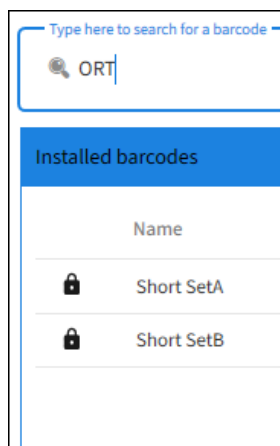 Type here to search for a barcode
ORT
Installed barcodes
Name
Short SetA
Short SetB